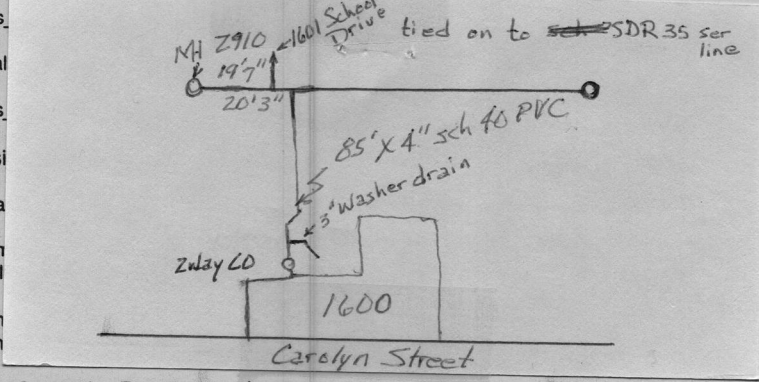 MH Z910
1601 School
Drive
tied on to SDR 35 ser
line
19'7"
20'3"
85' X 4" sch 40 PVC
3" Washer drain
2way CO
1600
Carolyn Street